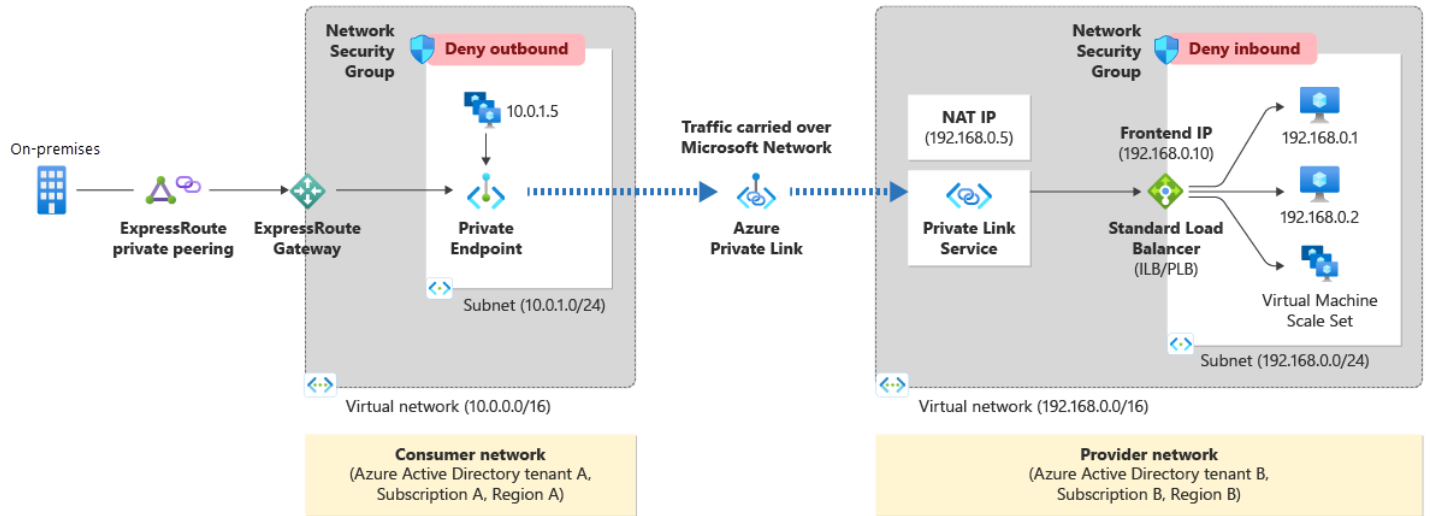 On-premises
ExpressRoute
private peering
ExpressRoute
Gateway
Network
Security
Group
Deny outbound
10.0.1.5
Private
Endpoint
Subnet (10.0.1.0/24)
Virtual network (10.0.0.0/16)
Consumer network
(Azure Active Directory tenant A,
Subscription A, Region A)
Traffic carried over
Microsoft Network
Azure
Private Link
NAT IP
(192.168.0.5)
Private Link
Service
Network
Security
Group
Deny inbound
Frontend IP
(192.168.0.10)
Standard Load
Balancer
(ILB/PLB)
192.168.0.1
192.168.0.2
Virtual Machine
Scale Set
Subnet (192.168.0.0/24)
Virtual network (192.168.0.0/16)
Provider network
(Azure Active Directory tenant B,
Subscription B, Region B)